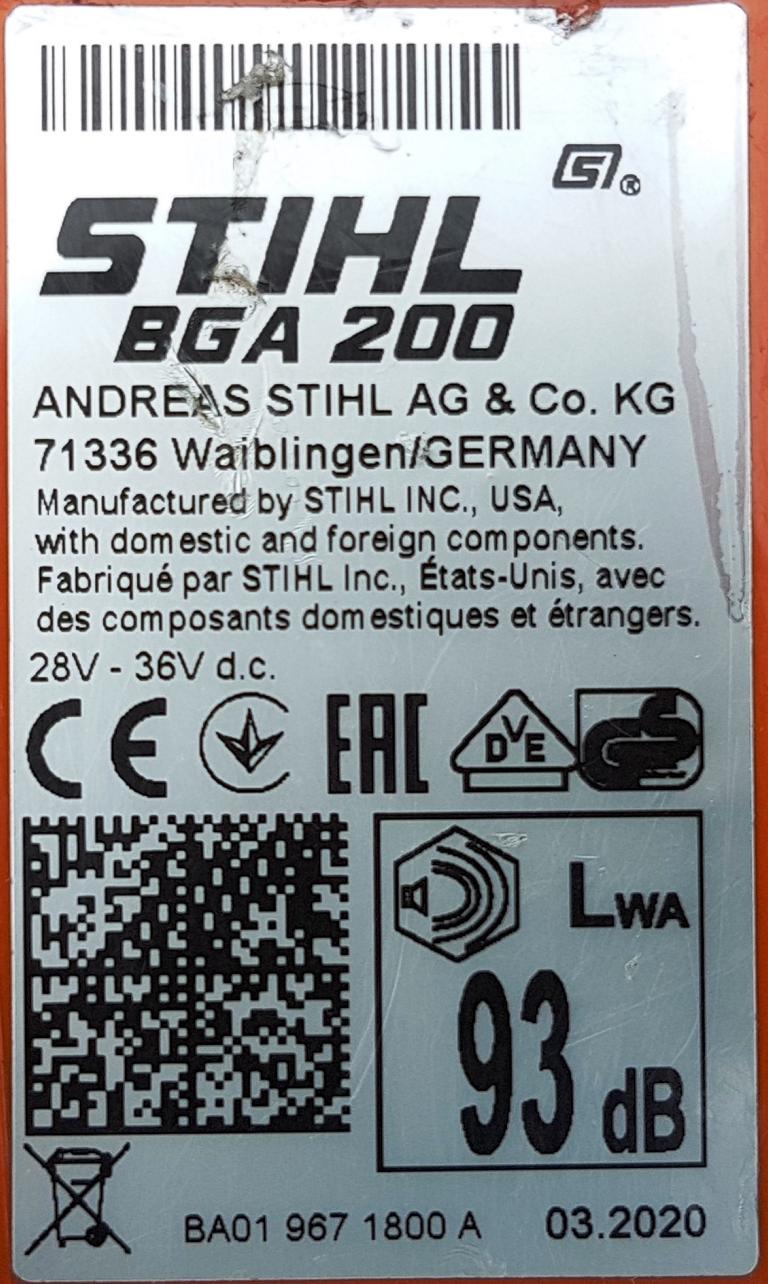 STIHL
BGA 200
ANDREAS STIHL AG & Co. KG
71336 Waiblingen/GERMANY
Manufactured by STIHL INC., USA,
with domestic and foreign components.
Fabriqué par STIHL Inc., États-Unis, avec
des composants domestiques et étrangers.
28V - 36V d.c.
CE EAC DVE GS
LWA
93 dB
BA01 967 1800 A 03.2020